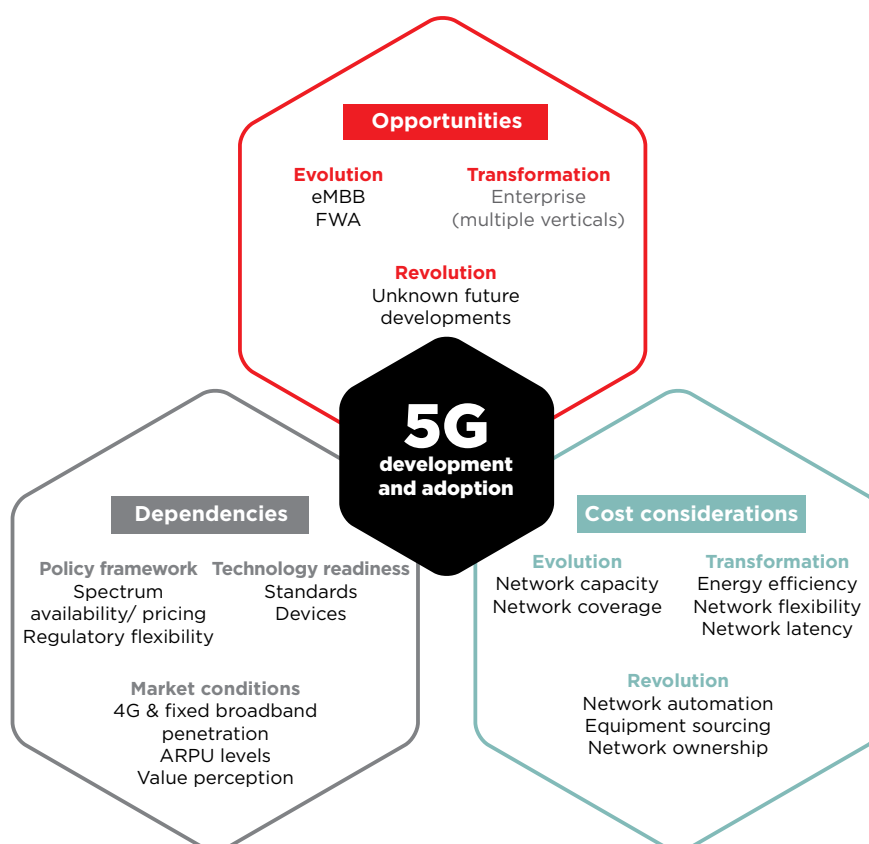 Opportunities
Evolution
eMBB
FWA
Transformation
Enterprise
(multiple verticals)
Revolution
Unknown future
developments
5G
development
and adoption
Dependencies
Policy framework
Spectrum
availability/ pricing
Regulatory flexibility
Technology readiness
Standards
Devices
Market conditions
4G & fixed broadband
penetration
ARPU levels
Value perception
Cost considerations
Evolution
Network capacity
Network coverage
Transformation
Energy efficiency
Network flexibility
Network latency
Revolution
Network automation
Equipment sourcing
Network ownership